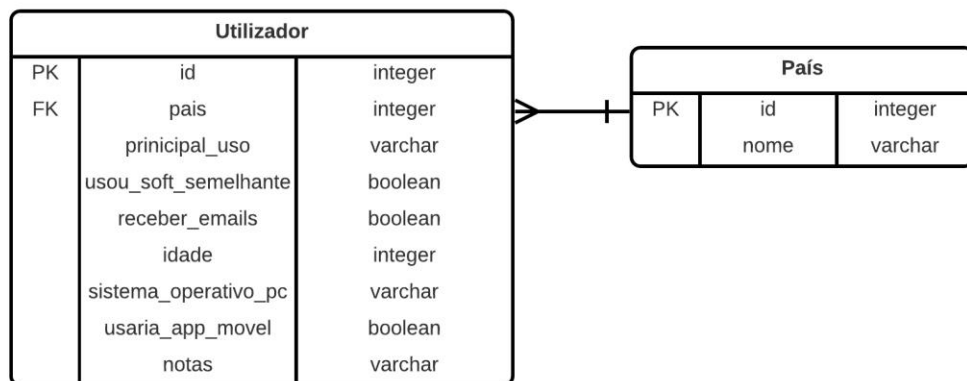 Utilizador
PK id integer
FK pais integer
prinicipal_uso varchar
usou_soft_semelhante boolean
receber_emails boolean
idade integer
sistema_operativo_pc varchar
usaria_app_movel boolean
notas varchar
País
PK id integer
nome varchar